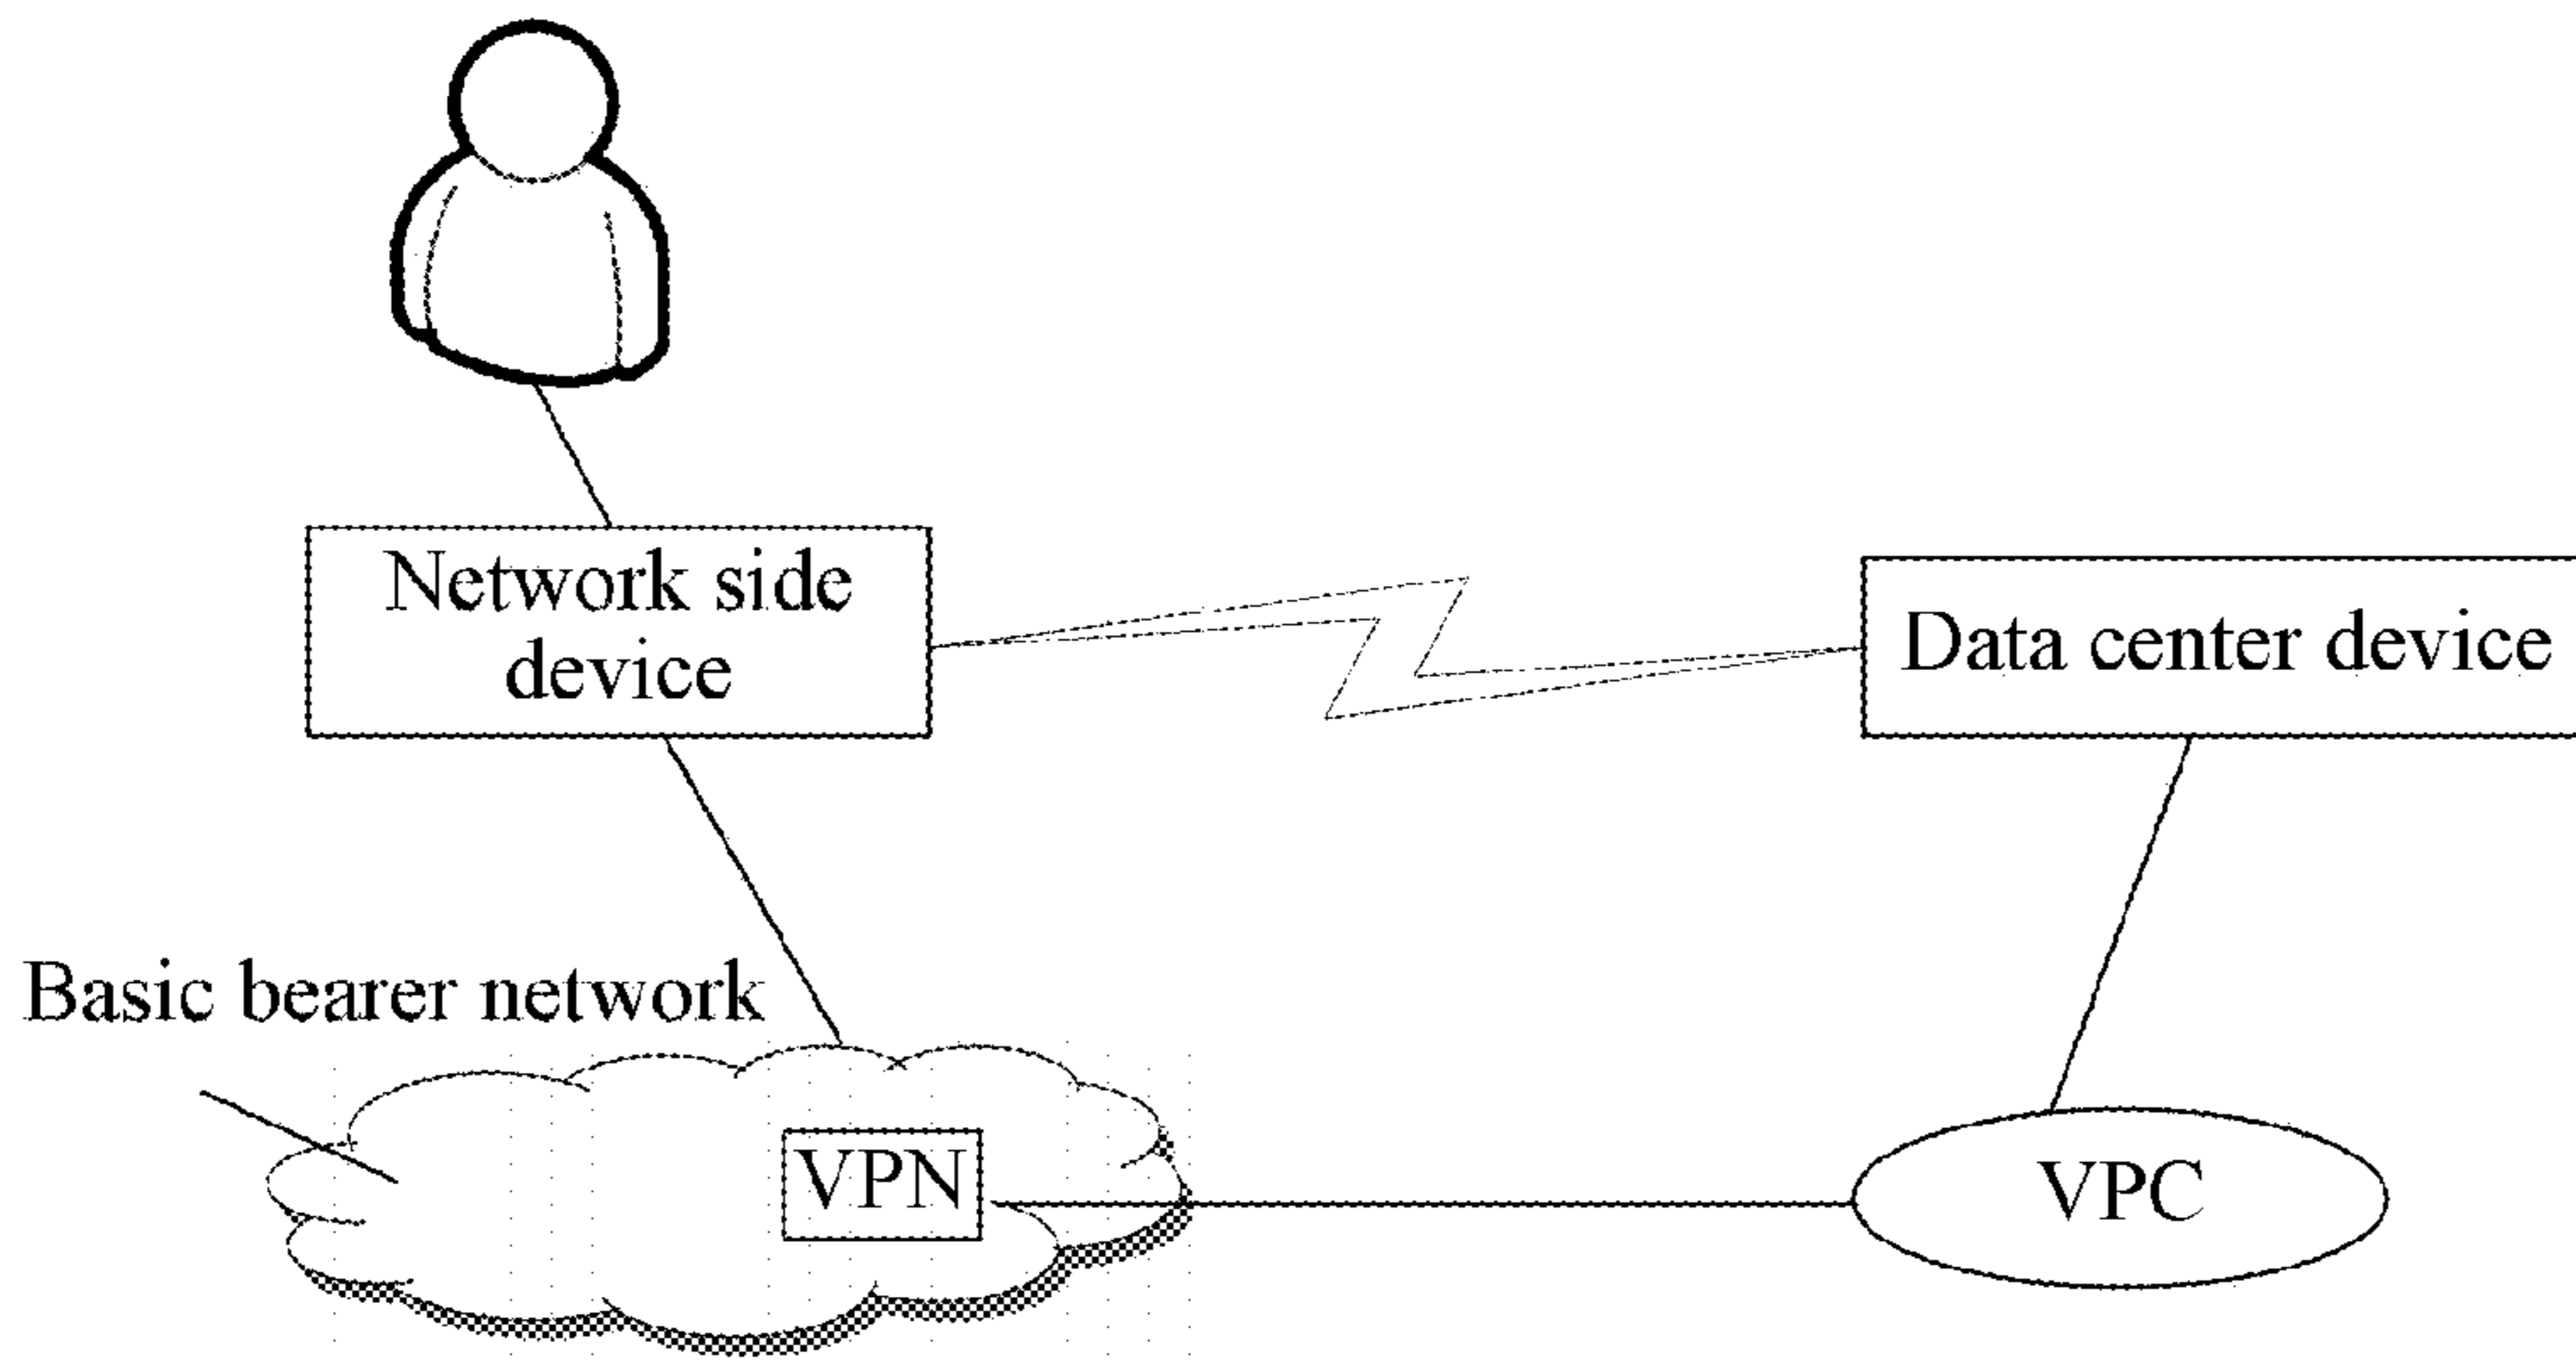 Network side
device
Data center device
Basic bearer network
VPN
VPC